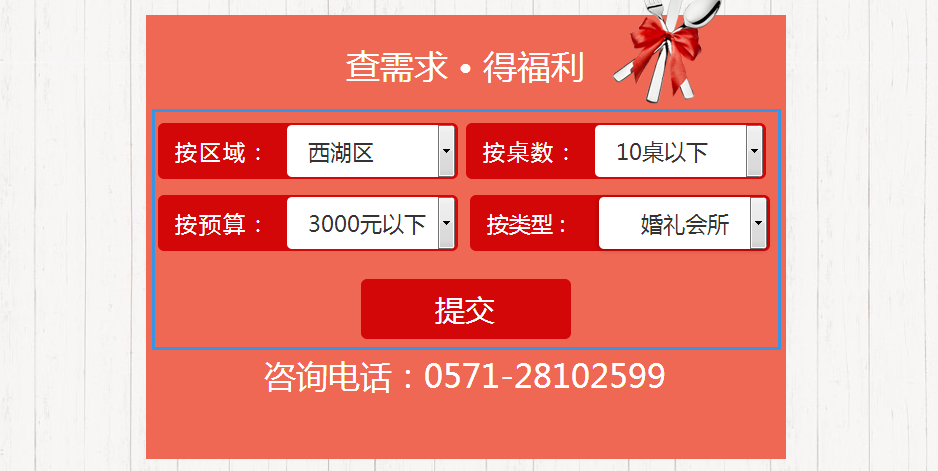 查需求 • 得福利
按区域： 西湖区 按桌数： 10桌以下
按预算： 3000元以下 按类型： 婚礼会所
提交
咨询电话：0571-28102599